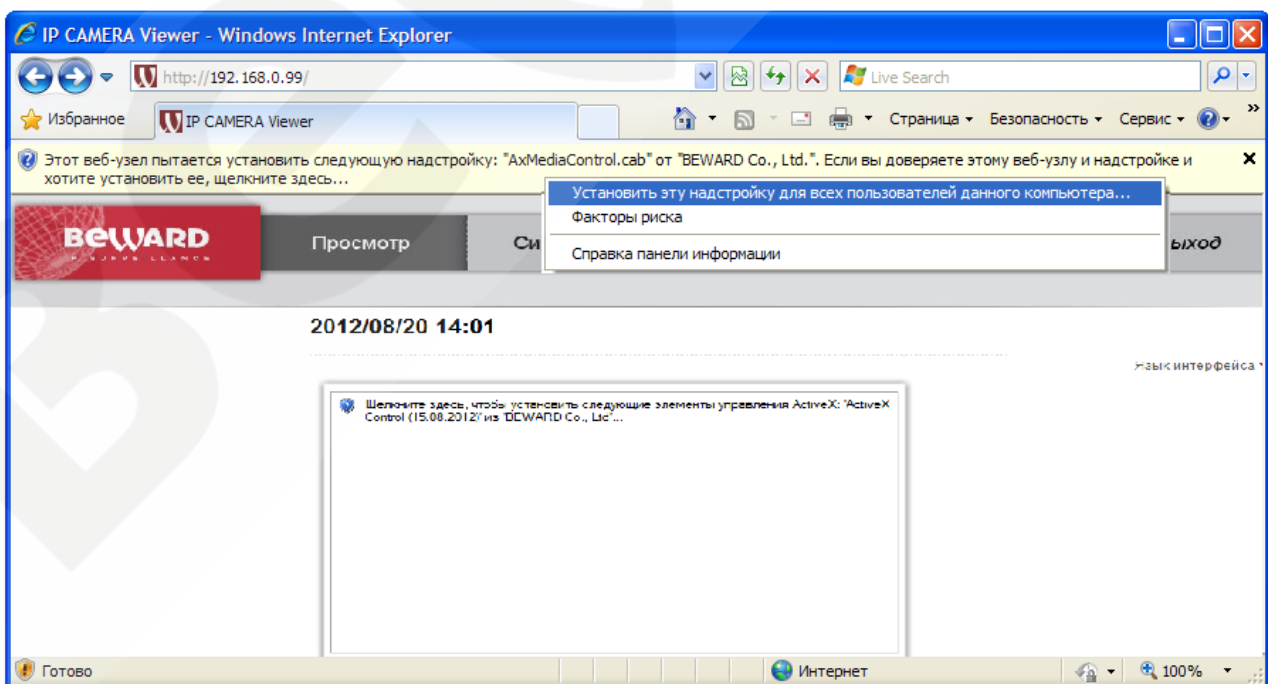 IP CAMERA Viewer - Windows Internet Explorer
http://192.168.0.99/
Live Search
Избранное
IP CAMERA Viewer
Страница
Безопасность
Сервис
»
Этот веб-узел пытается установить следующую надстройку: "AxMediaControl.cab" от "BEWARD Co., Ltd.". Если вы доверяете этому веб-узлу и надстройке и
хотите установить ее, щелкните здесь...
Установить эту надстройку для всех пользователей данного компьютера...
Факторы риска
Справка панели информации
BEWARD
Просмотр
Си
ыход
2012/08/20 14:01
Язык интерфейса
Щелкните здесь, чтобы установить следующие элементы управления ActiveX: "ActiveX
Control (15.08.2012)" из "BEWARD Co., Ltd"...
Готово
Интернет
100%